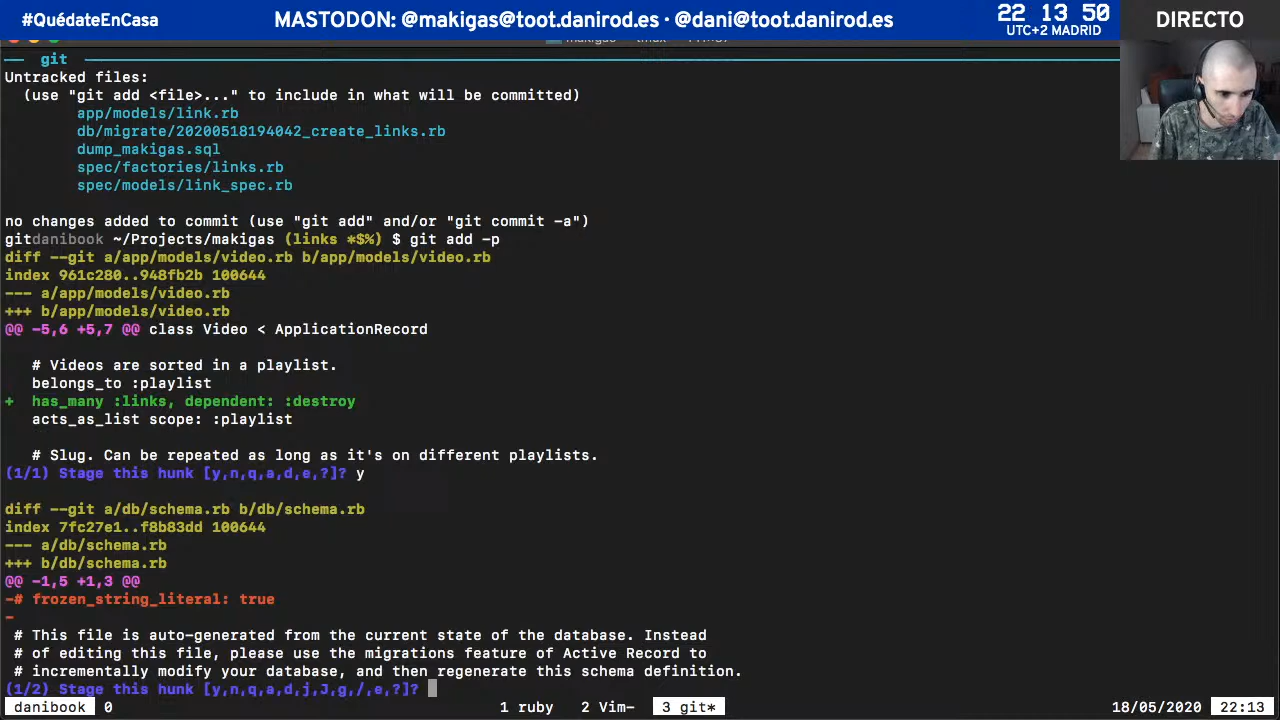 #QuédateEnCasa
MASTODON: @makigas@toot.danirod.es · @dani@toot.danirod.es
22 13 50
UTC+2 MADRID
DIRECTO
git
Untracked files:
(use "git add <file>..." to include in what will be committed)
app/models/link.rb
db/migrate/20200518194042_create_links.rb
dump_makigas.sql
spec/factories/links.rb
spec/models/link_spec.rb
no changes added to commit (use "git add" and/or "git commit -a")
gitdanibook ~/Projects/makigas (links *$%) $ git add -p
diff --git a/app/models/video.rb b/app/models/video.rb
index 961c280..948fb2b 100644
--- a/app/models/video.rb
+++ b/app/models/video.rb
@@ -5,6 +5,7 @@ class Video < ApplicationRecord
# Videos are sorted in a playlist.
belongs_to :playlist
+ has_many :links, dependent: :destroy
acts_as_list scope: :playlist
# Slug. Can be repeated as long as it's on different playlists.
(1/1) Stage this hunk [y,n,q,a,d,e,?]? y
diff --git a/db/schema.rb b/db/schema.rb
index 7fc27e1..f8b83dd 100644
--- a/db/schema.rb
+++ b/db/schema.rb
@@ -1,5 +1,3 @@
-# frozen_string_literal: true
-
# This file is auto-generated from the current state of the database. Instead
# of editing this file, please use the migrations feature of Active Record to
# incrementally modify your database, and then regenerate this schema definition.
(1/2) Stage this hunk [y,n,q,a,d,j,J,g,/,e,?]?
danibook 0 1 ruby 2 Vim- 3 git* 18/05/2020 22:13